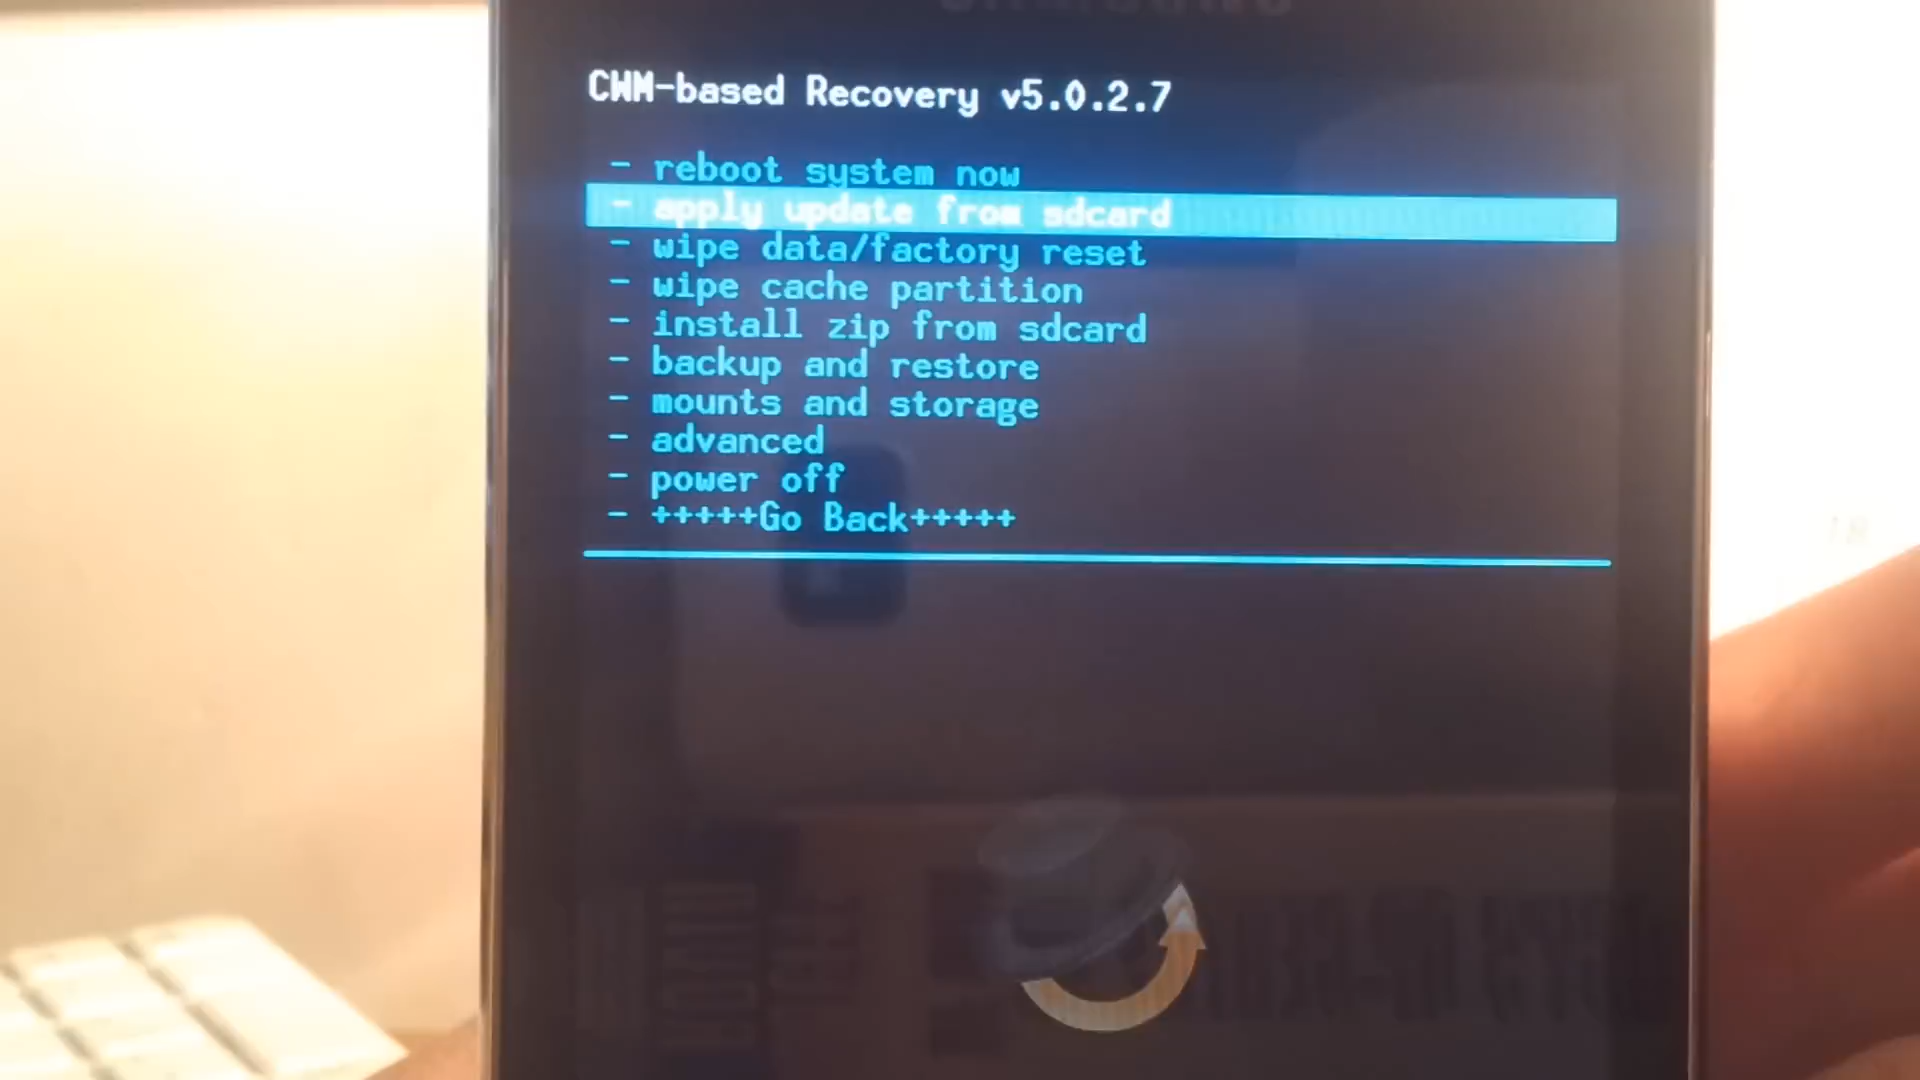 CWM-based Recovery v5.0.2.7
- reboot system now
- apply update from sdcard
- wipe data/factory reset
- wipe cache partition
- install zip from sdcard
- backup and restore
- mounts and storage
- advanced
- power off
- +++++Go Back+++++